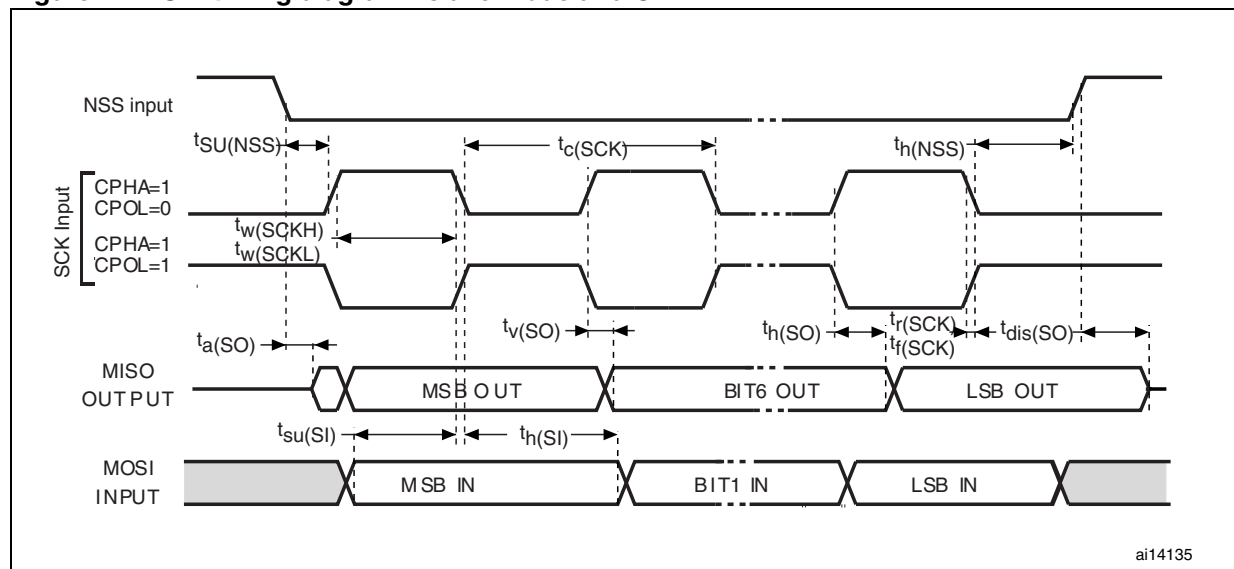 NSS input
tSU(NSS)
tc(SCK)
th(NSS)
SCK Input
CPHA=1
CPOL=0
tw(SCKH)
CPHA=1
tw(SCKL)
CPOL=1
tv(SO)
th(SO)
tr(SCK)
tf(SCK)
tdis(SO)
ta(SO)
MISO
OUTPUT
MSB OUT
BIT6 OUT
LSB OUT
tsu(SI)
th(SI)
MOSI
INPUT
MSB IN
BIT1 IN
LSB IN
ai14135